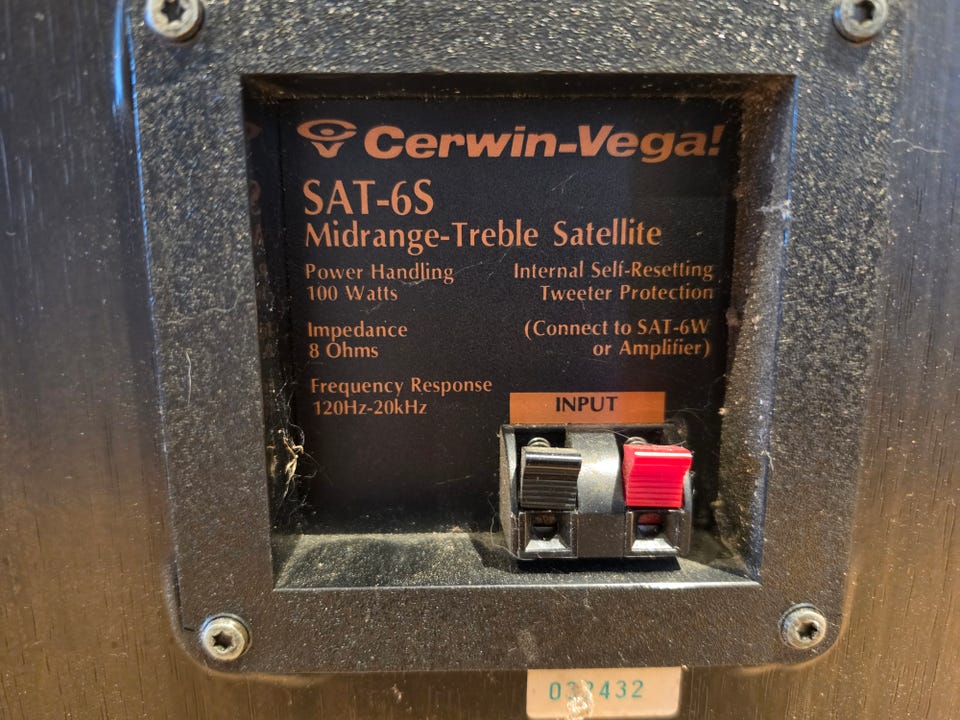 Cerwin-Vega!
SAT-6S
Midrange-Treble Satellite
Power Handling
100 Watts
Impedance
8 Ohms
Frequency Response
120Hz-20kHz
Internal Self-Resetting
Tweeter Protection
(Connect to SAT-6W
or Amplifier)
INPUT